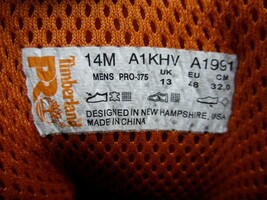 Timberland
PRO
14M A1KHV A1991
MENS PRO-375 UK EU CM
13 48 32.0
DESIGNED IN NEW HAMPSHIRE, USA
MADE IN CHINA